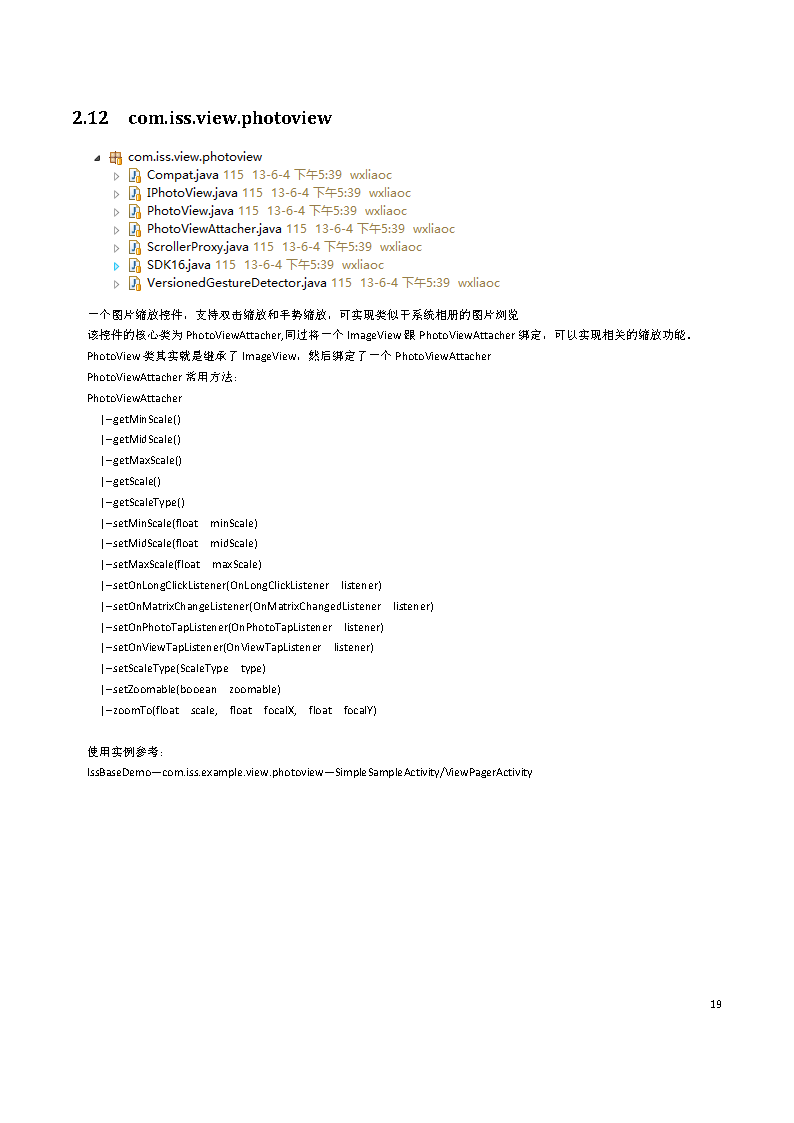 2.12 com.iss.view.photoview
com.iss.view.photoview
Compat.java 115 13-6-4 下午5:39 wxliaoc
IPhotoView.java 115 13-6-4 下午5:39 wxliaoc
PhotoView.java 115 13-6-4 下午5:39 wxliaoc
PhotoViewAttacher.java 115 13-6-4 下午5:39 wxliaoc
ScrollerProxy.java 115 13-6-4 下午5:39 wxliaoc
SDK16.java 115 13-6-4 下午5:39 wxliaoc
VersionedGestureDetector.java 115 13-6-4 下午5:39 wxliaoc
一个图片缩放控件，支持双击缩放和手势缩放，可实现类似于系统相册的图片浏览
该控件的核心类为 PhotoViewAttacher,同过将一个 ImageView 跟 PhotoViewAttacher 绑定，可以实现相关的缩放功能。
PhotoView 类其实就是继承了 ImageView，然后绑定了一个 PhotoViewAttacher
PhotoViewAttacher 常用方法：
PhotoViewAttacher
|--getMinScale()
|--getMidScale()
|--getMaxScale()
|--getScale()
|--getScaleType()
|--setMinScale(float minScale)
|--setMidScale(float midScale)
|--setMaxScale(float maxScale)
|--setOnLongClickListener(OnLongClickListener listener)
|--setOnMatrixChangeListener(OnMatrixChangedListener listener)
|--setOnPhotoTapListener(OnPhotoTapListener listener)
|--setOnViewTapListener(OnViewTapListener listener)
|--setScaleType(ScaleType type)
|--setZoomable(booean zoomable)
|--zoomTo(float scale, float focalX, float focalY)
使用实例参考：
IssBaseDemo—com.iss.example.view.photoview—SimpleSampleActivity/ViewPagerActivity
19